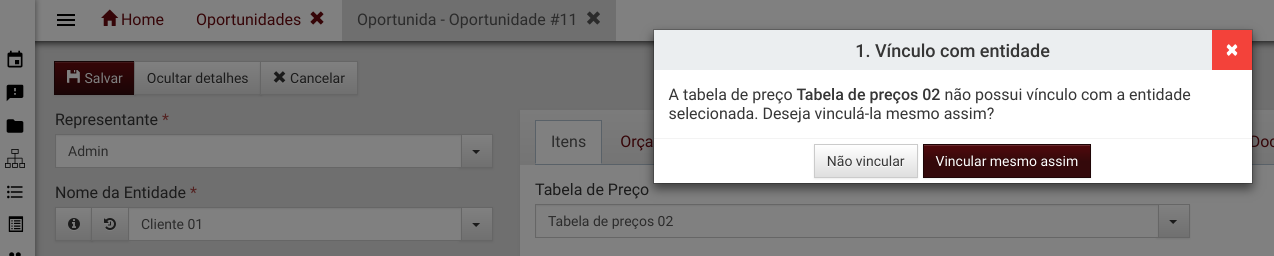 Home
Oportunidades
Oportunida - Oportunidade #11
1. Vínculo com entidade
A tabela de preço Tabela de preços 02 não possui vínculo com a entidade
selecionada. Deseja vinculá-la mesmo assim?
Não vincular
Vincular mesmo assim
Salvar
Ocultar detalhes
Cancelar
Representante *
Admin
Nome da Entidade *
Cliente 01
Itens
Orça
Doc
Tabela de Preço
Tabela de preços 02